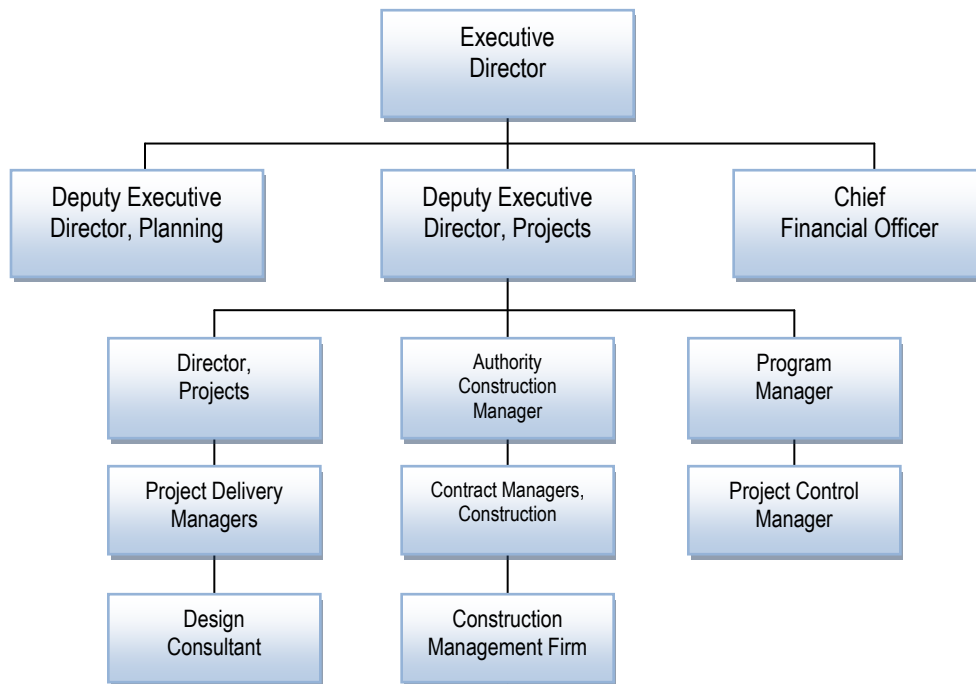 Executive
Director
Deputy Executive
Director, Planning
Deputy Executive
Director, Projects
Chief
Financial Officer
Director,
Projects
Authority
Construction
Manager
Program
Manager
Project Delivery
Managers
Contract Managers,
Construction
Project Control
Manager
Design
Consultant
Construction
Management Firm